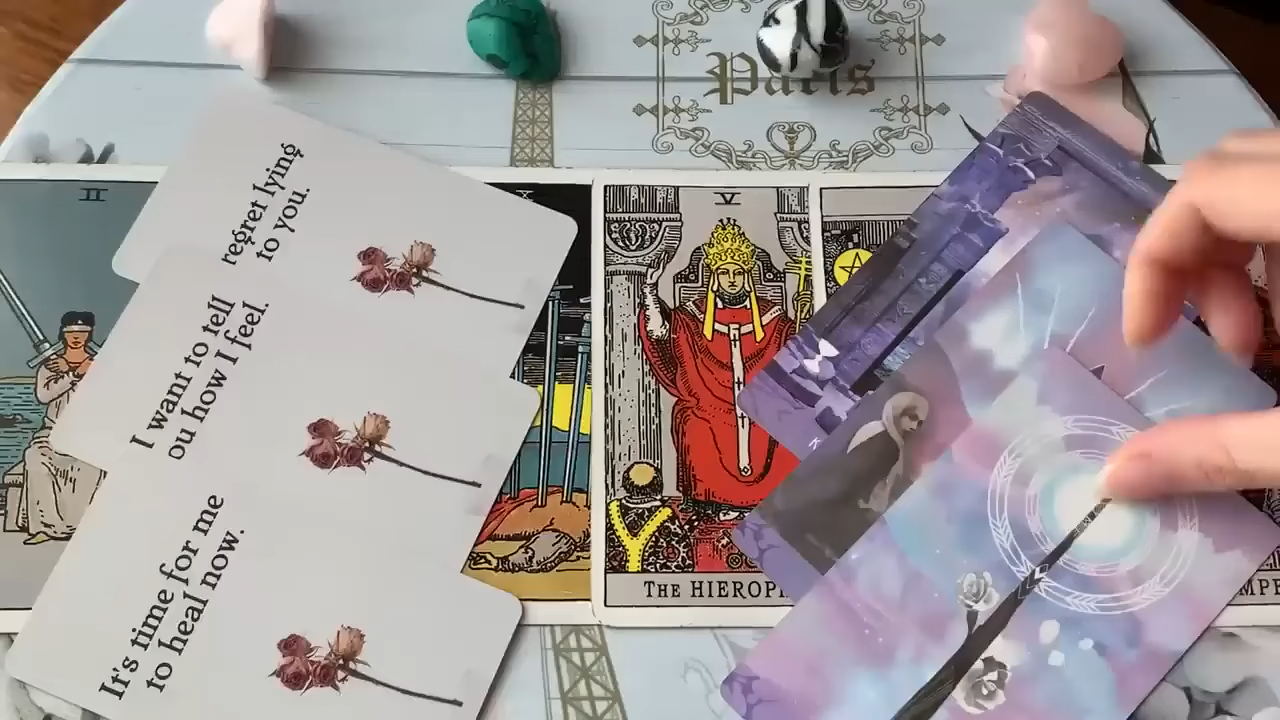 Paris
II
regret lying
to you.
X
V
I want to tell
ou how I feel.
It's time for me
to heal now.
THE HIEROP
MPE
K